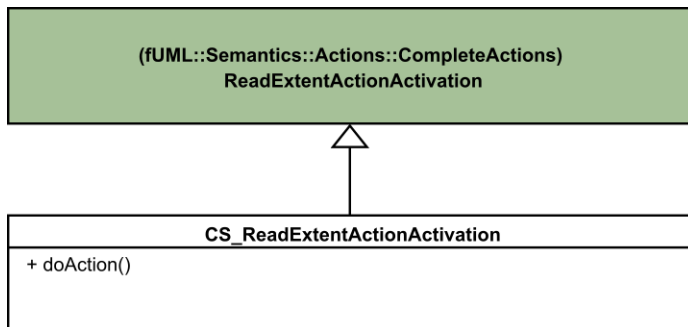 (fUML::Semantics::Actions::CompleteActions)
ReadExtentActionActivation
CS_ReadExtentActionActivation
+ doAction()